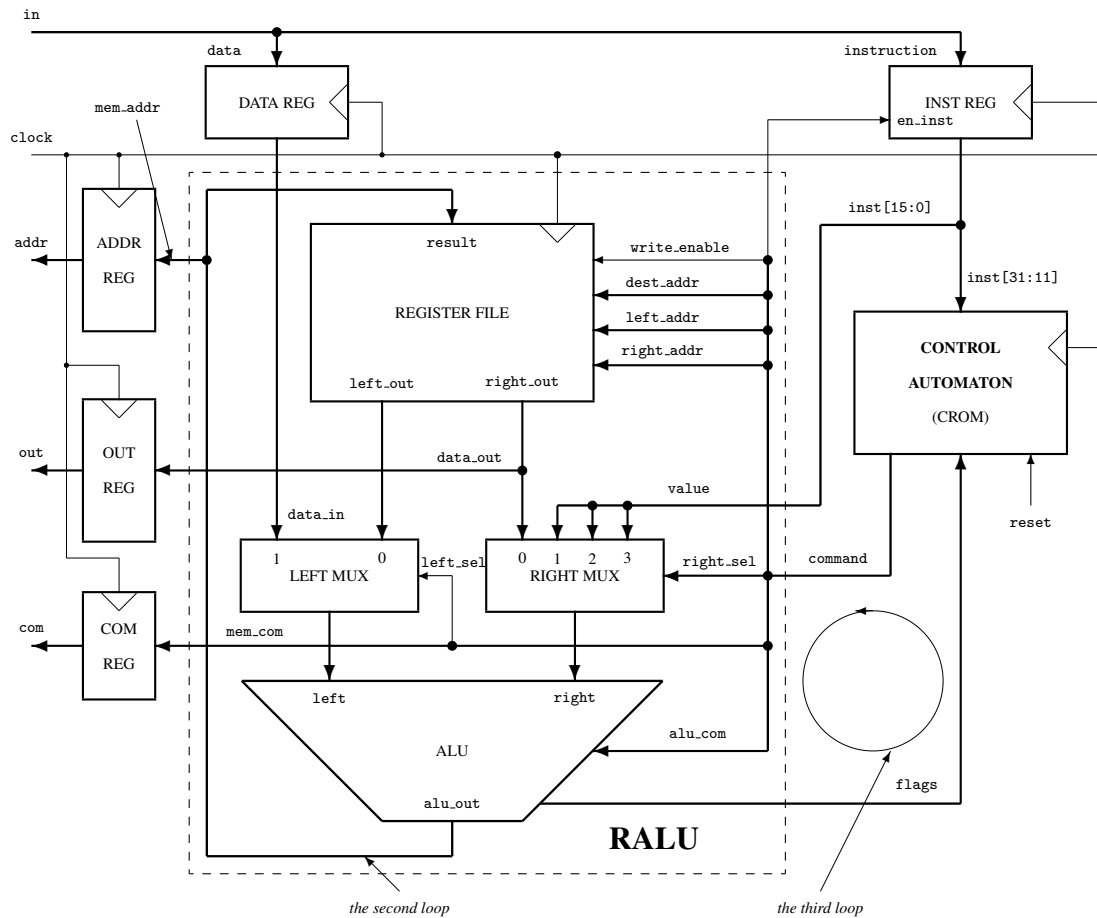 in
data
instruction
DATA REG
INST REG
mem_addr
en_inst
clock
inst[15:0]
result
write_enable
addr
ADDR
REG
dest_addr
inst[31:11]
REGISTER FILE
left_addr
right_addr
CONTROL
AUTOMATON
(CROM)
left_out
right_out
out
OUT
REG
data_out
value
data_in
reset
1
0
0
1
2
3
left_sel
right_sel
command
LEFT MUX
RIGHT MUX
com
COM
REG
mem_com
left
right
alu_com
ALU
flags
alu_out
RALU
the second loop
the third loop